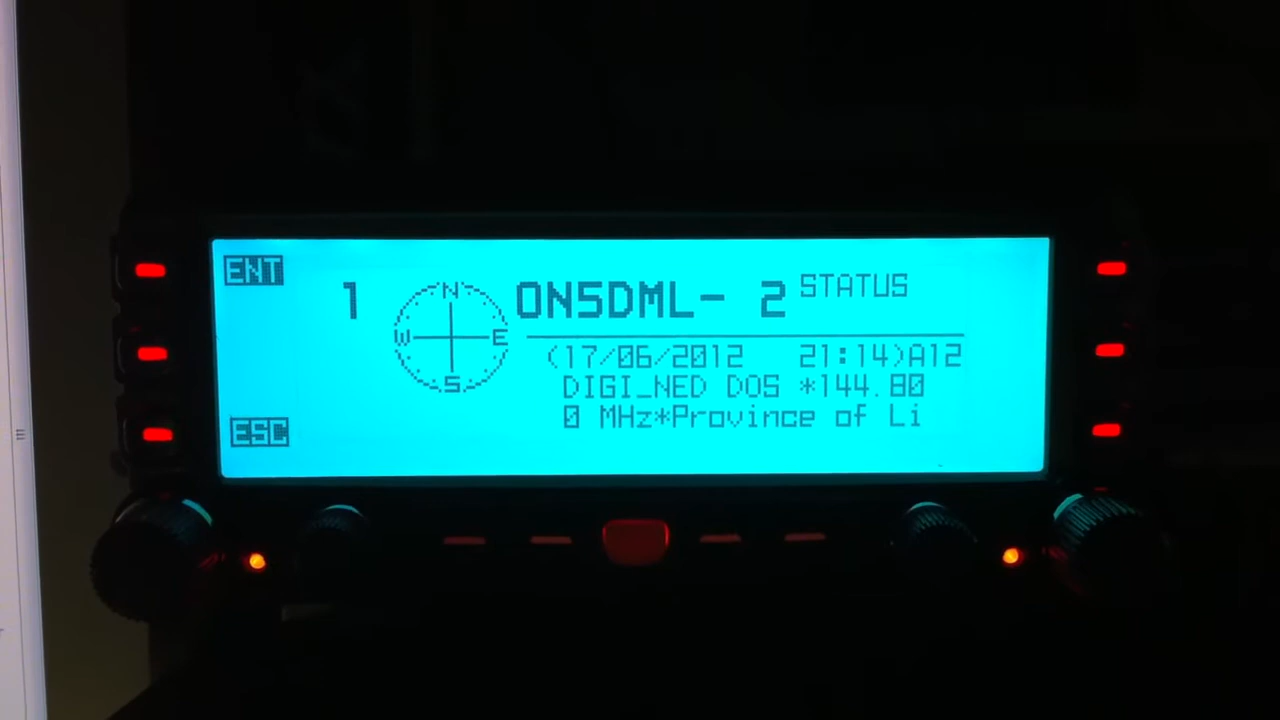 ENT
1
N
W E
S
ON5DML- 2 STATUS
(17/06/2012 21:14)A12
DIGI_NED DOS *144.80
0 MHz*Province of Li
ESC